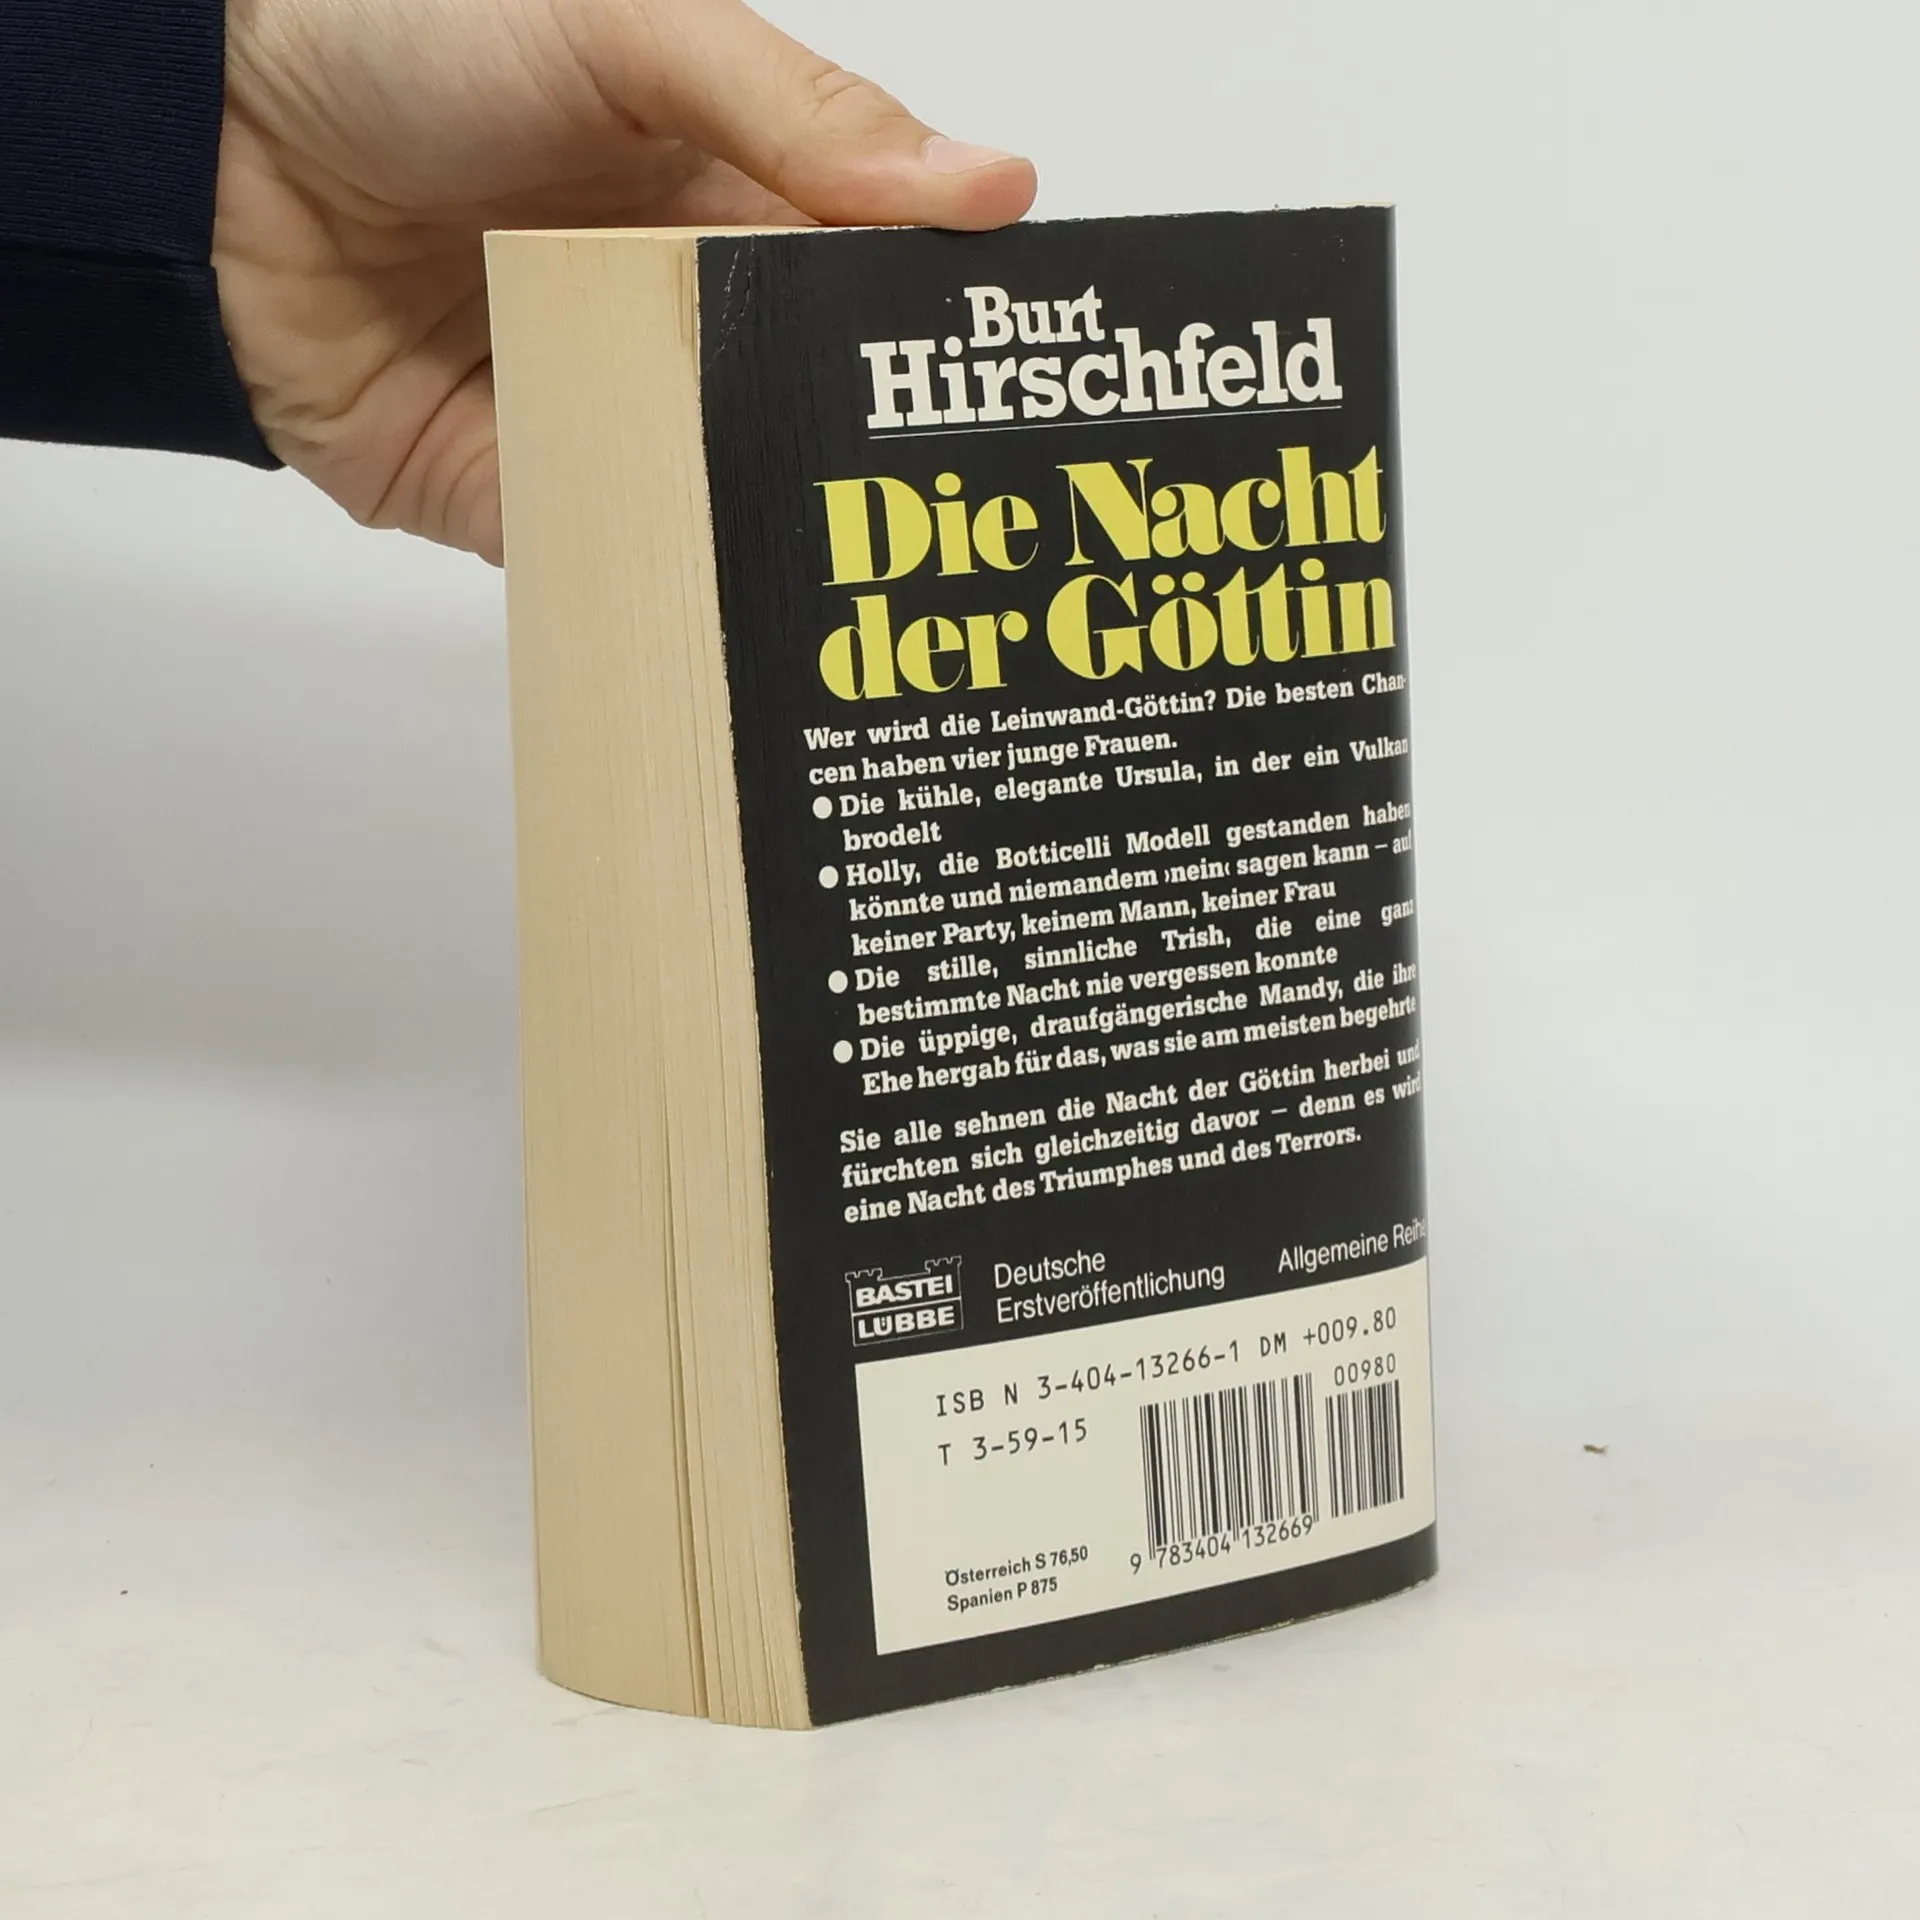 Burt
Hirschfeld
Die Nacht
der Göttin
Wer wird die Leinwand-Göttin? Die besten Chan-
cen haben vier junge Frauen.
● Die kühle, elegante Ursula, in der ein Vulkan
brodelt
● Holly, die Botticelli Modell gestanden haben
könnte und niemandem ›nein‹ sagen kann – auf
keiner Party, keinem Mann, keiner Frau
● Die stille, sinnliche Trish, die eine ganz
bestimmte Nacht nie vergessen konnte
● Die üppige, draufgängerische Mandy, die ihre
Ehe hergab für das, was sie am meisten begehrte
Sie alle sehnen die Nacht der Göttin herbei und
fürchten sich gleichzeitig davor – denn es wird
eine Nacht des Triumphes und des Terrors.
BASTEI
LÜBBE
Deutsche
Erstveröffentlichung
Allgemeine Reihe
ISB N 3-404-13266-1 DM +009.80
00980
T 3-59-15
9 783404 132669
Österreich S 76,50
Spanien P 875